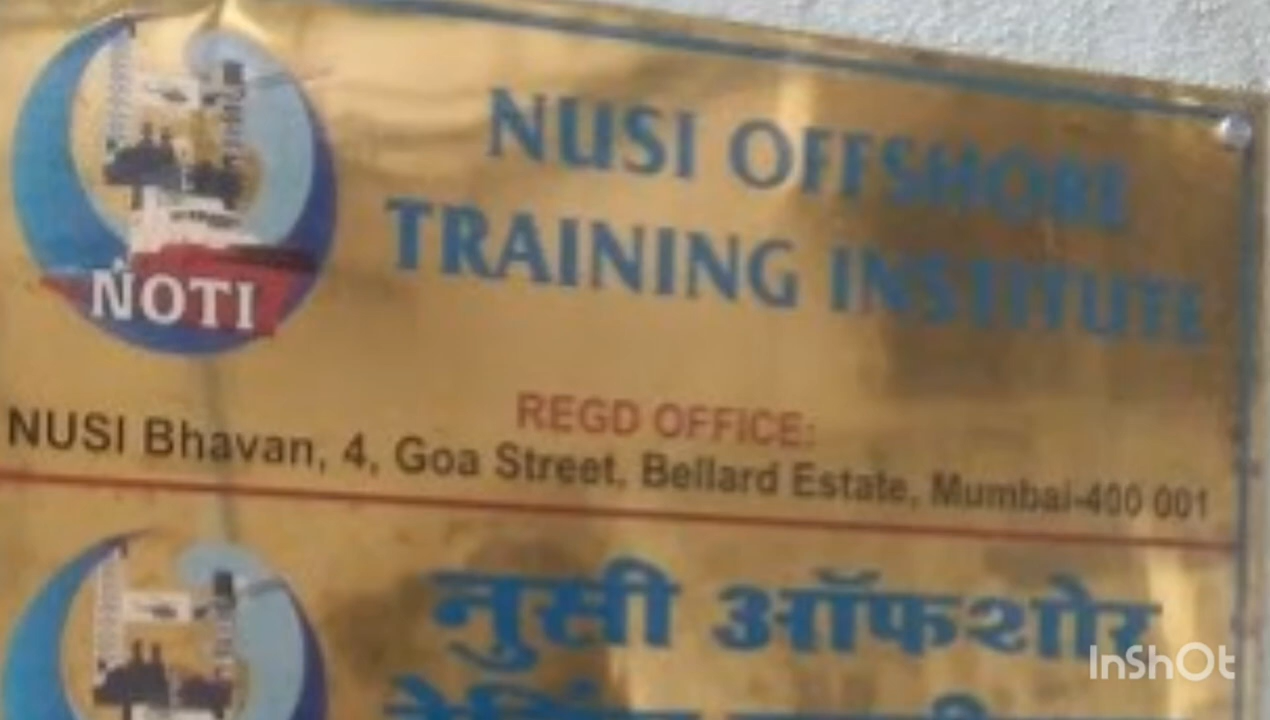 NUSI OFFSHORE
TRAINING INSTITUTE
NOTI
REGD OFFICE:
NUSI Bhavan, 4, Goa Street, Bellard Estate, Mumbai-400 001
नुसी ऑफशोर
InShOt